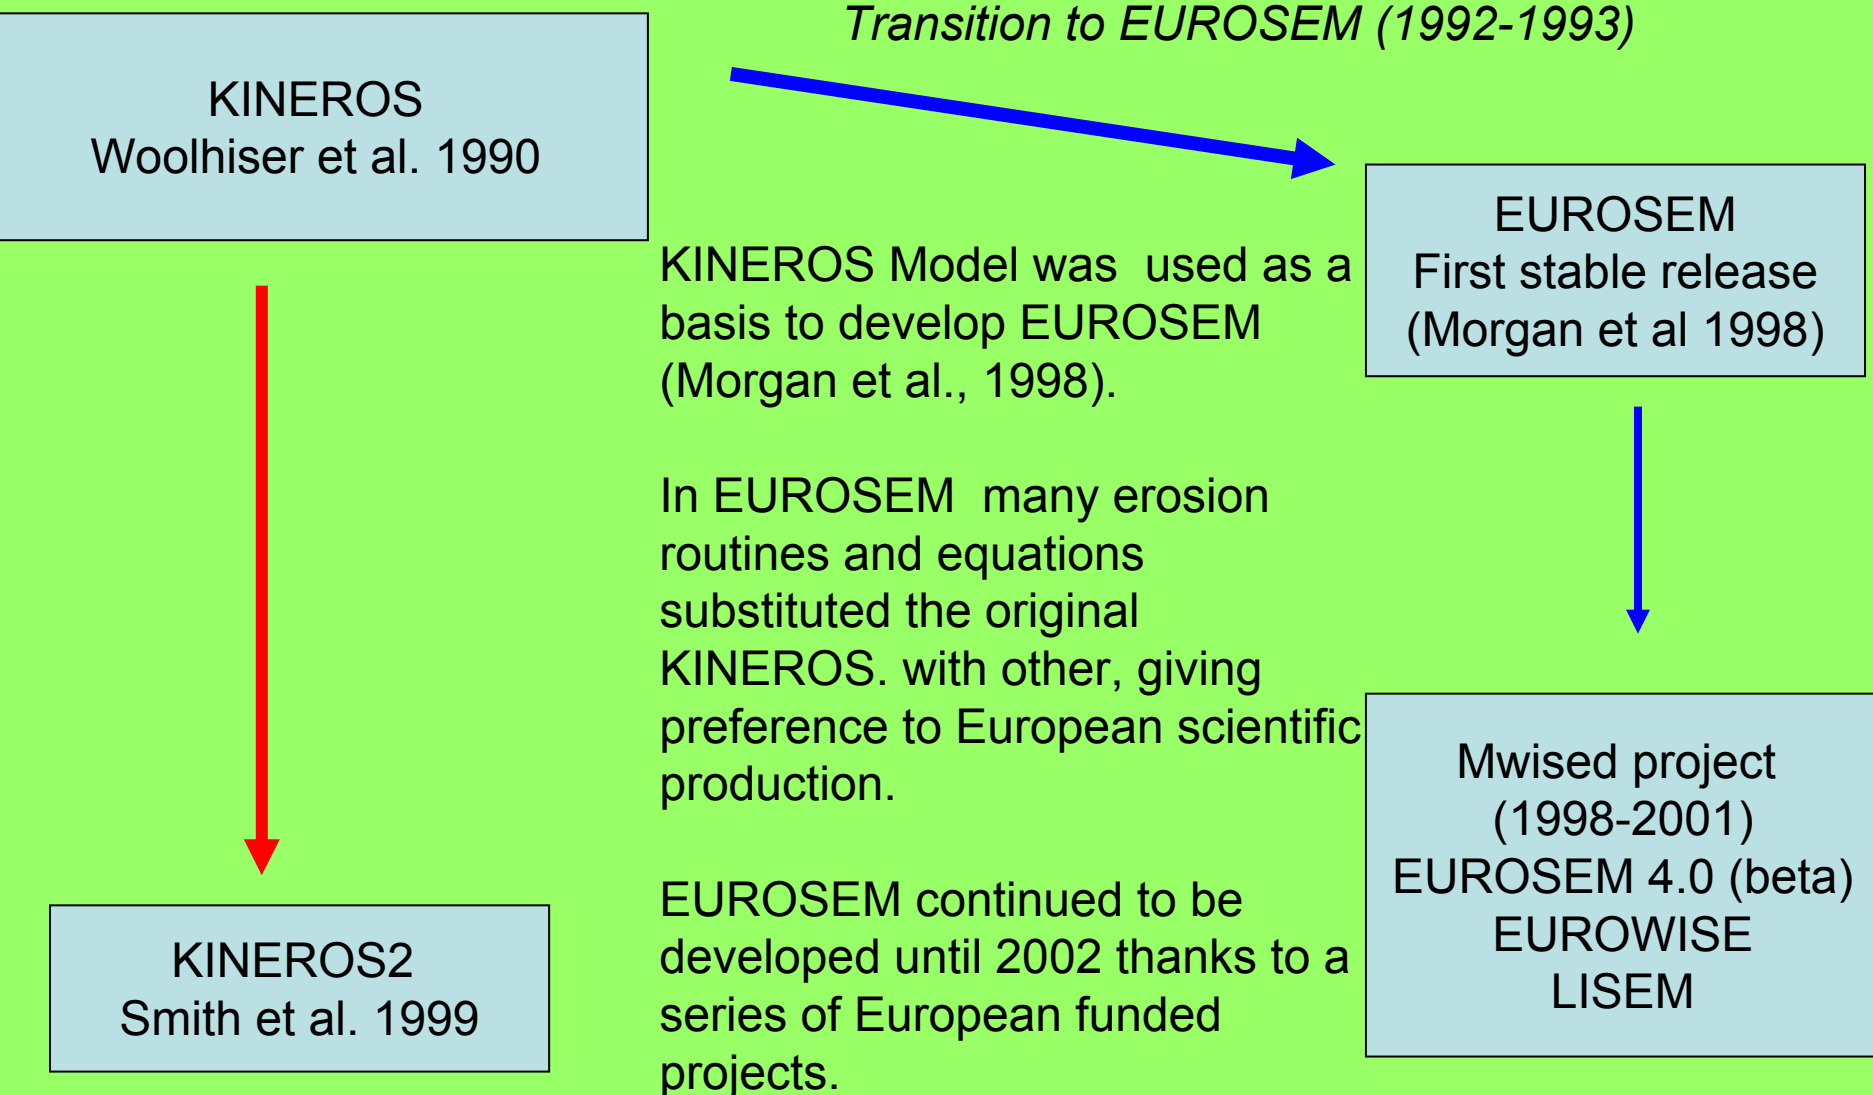 Transition to EUROSEM (1992-1993)
KINEROS
Woolhiser et al. 1990
EUROSEM
First stable release
(Morgan et al 1998)
KINEROS Model was  used as a
basis to develop EUROSEM
(Morgan et al., 1998).
In EUROSEM  many erosion
routines and equations
substituted the original
KINEROS. with other, giving
preference to European scientific
production.
EUROSEM continued to be
developed until 2002 thanks to a
series of European funded
projects.
Mwised project
(1998-2001)
EUROSEM 4.0 (beta)
EUROWISE
LISEM
KINEROS2
Smith et al. 1999